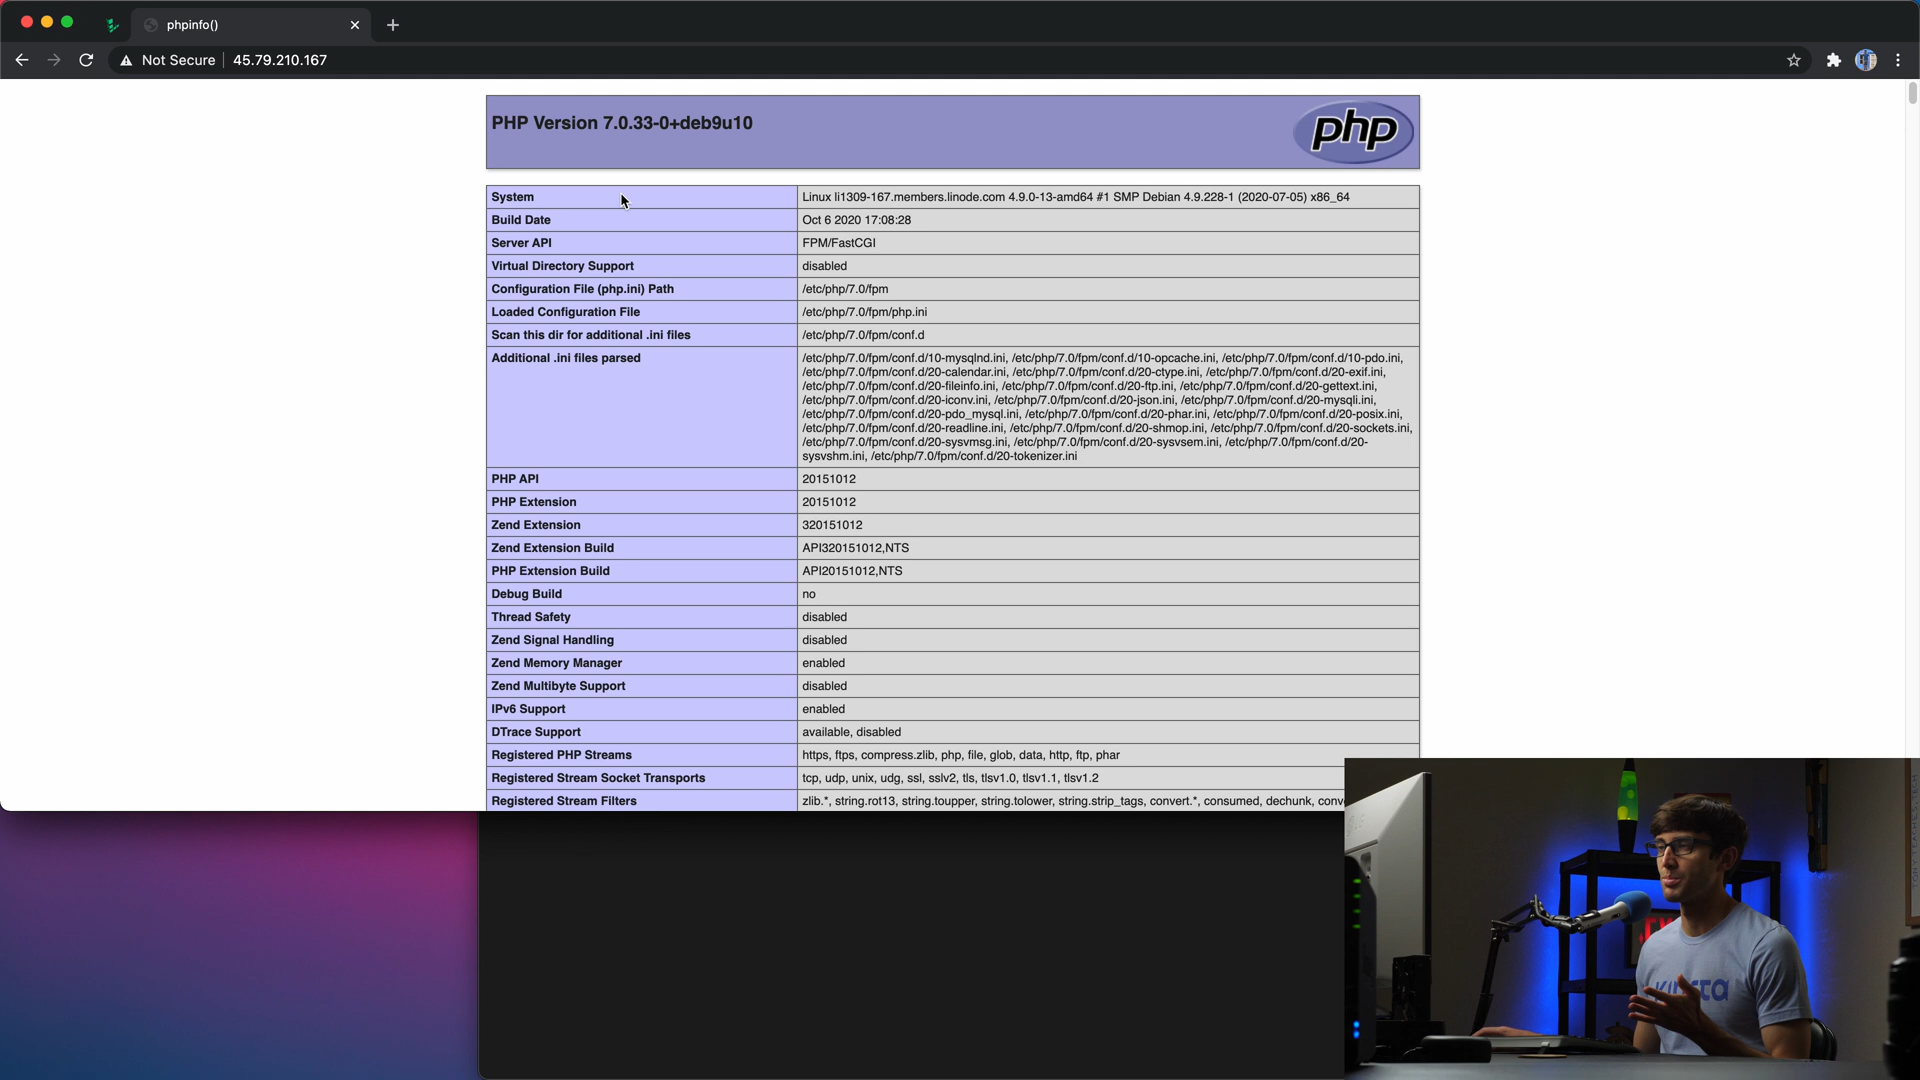 phpinfo()
Not Secure
45.79.210.167
PHP Version 7.0.33-0+deb9u10
php
System Linux li1309-167.members.linode.com 4.9.0-13-amd64 #1 SMP Debian 4.9.228-1 (2020-07-05) x86_64
Build Date Oct 6 2020 17:08:28
Server API FPM/FastCGI
Virtual Directory Support disabled
Configuration File (php.ini) Path /etc/php/7.0/fpm
Loaded Configuration File /etc/php/7.0/fpm/php.ini
Scan this dir for additional .ini files /etc/php/7.0/fpm/conf.d
Additional .ini files parsed /etc/php/7.0/fpm/conf.d/10-mysqlnd.ini, /etc/php/7.0/fpm/conf.d/10-opcache.ini, /etc/php/7.0/fpm/conf.d/10-pdo.ini,
/etc/php/7.0/fpm/conf.d/20-calendar.ini, /etc/php/7.0/fpm/conf.d/20-ctype.ini, /etc/php/7.0/fpm/conf.d/20-exif.ini,
/etc/php/7.0/fpm/conf.d/20-fileinfo.ini, /etc/php/7.0/fpm/conf.d/20-ftp.ini, /etc/php/7.0/fpm/conf.d/20-gettext.ini,
/etc/php/7.0/fpm/conf.d/20-iconv.ini, /etc/php/7.0/fpm/conf.d/20-json.ini, /etc/php/7.0/fpm/conf.d/20-mysqli.ini,
/etc/php/7.0/fpm/conf.d/20-pdo_mysql.ini, /etc/php/7.0/fpm/conf.d/20-phar.ini, /etc/php/7.0/fpm/conf.d/20-posix.ini,
/etc/php/7.0/fpm/conf.d/20-readline.ini, /etc/php/7.0/fpm/conf.d/20-shmop.ini, /etc/php/7.0/fpm/conf.d/20-sockets.ini,
/etc/php/7.0/fpm/conf.d/20-sysvmsg.ini, /etc/php/7.0/fpm/conf.d/20-sysvsem.ini, /etc/php/7.0/fpm/conf.d/20-
sysvshm.ini, /etc/php/7.0/fpm/conf.d/20-tokenizer.ini
PHP API 20151012
PHP Extension 20151012
Zend Extension 320151012
Zend Extension Build API320151012,NTS
PHP Extension Build API20151012,NTS
Debug Build no
Thread Safety disabled
Zend Signal Handling disabled
Zend Memory Manager enabled
Zend Multibyte Support disabled
IPv6 Support enabled
DTrace Support available, disabled
Registered PHP Streams https, ftps, compress.zlib, php, file, glob, data, http, ftp, phar
Registered Stream Socket Transports tcp, udp, unix, udg, ssl, sslv2, tls, tlsv1.0, tlsv1.1, tlsv1.2
Registered Stream Filters zlib.*, string.rot13, string.toupper, string.tolower, string.strip_tags, convert.*, consumed, dechunk, conv